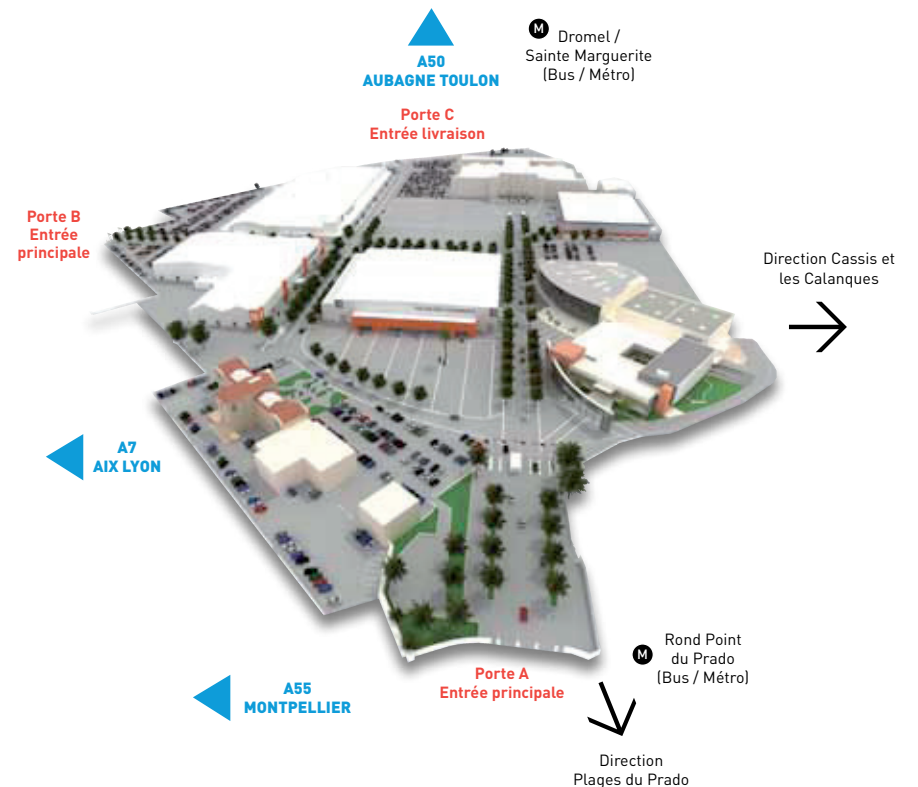 M
Dromel /
Sainte Marguerite
(Bus / Métro)
A50
AUBAGNE TOULON
Porte C
Entrée livraison
Porte B
Entrée
principale
Direction Cassis et
les Calanques
A7
AIX LYON
M
Rond Point
du Prado
(Bus / Métro)
Porte A
Entrée principale
A55
MONTPELLIER
Direction
Plages du Prado